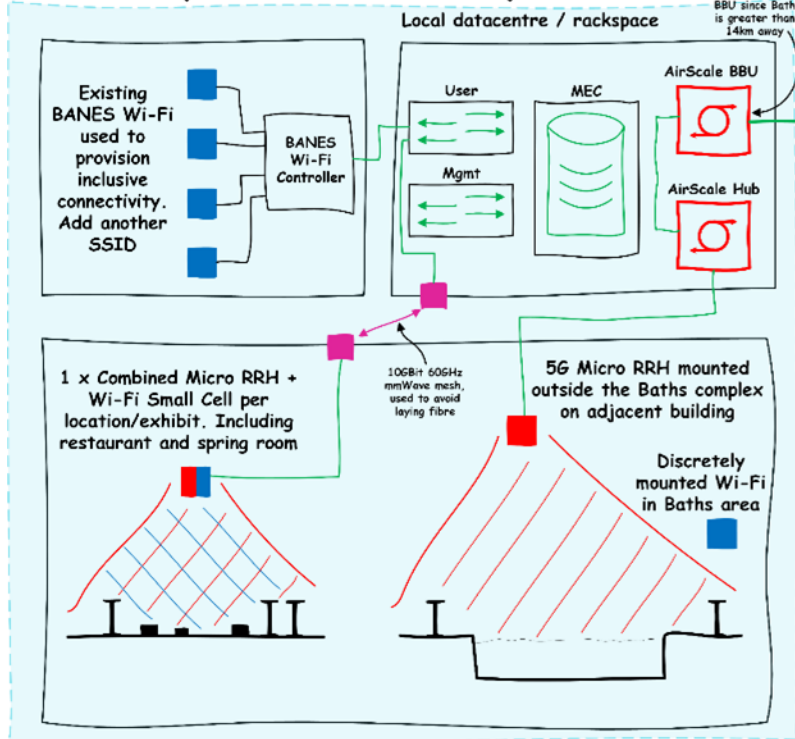 BBU since Bath
is greater than
14km away
Local datacentre / rackspace
Existing
BANES Wi-Fi
used to
provision
inclusive
connectivity.
Add another
SSID
BANES
Wi-Fi
Controller
User
Mgmt
MEC
AirScale BBU
AirScale Hub
10GBit 60GHz
mmWave mesh,
used to avoid
laying fibre
1 x Combined Micro RRH +
Wi-Fi Small Cell per
location/exhibit. Including
restaurant and spring room
5G Micro RRH mounted
outside the Baths complex
on adjacent building
Discretely
mounted Wi-Fi
in Baths area